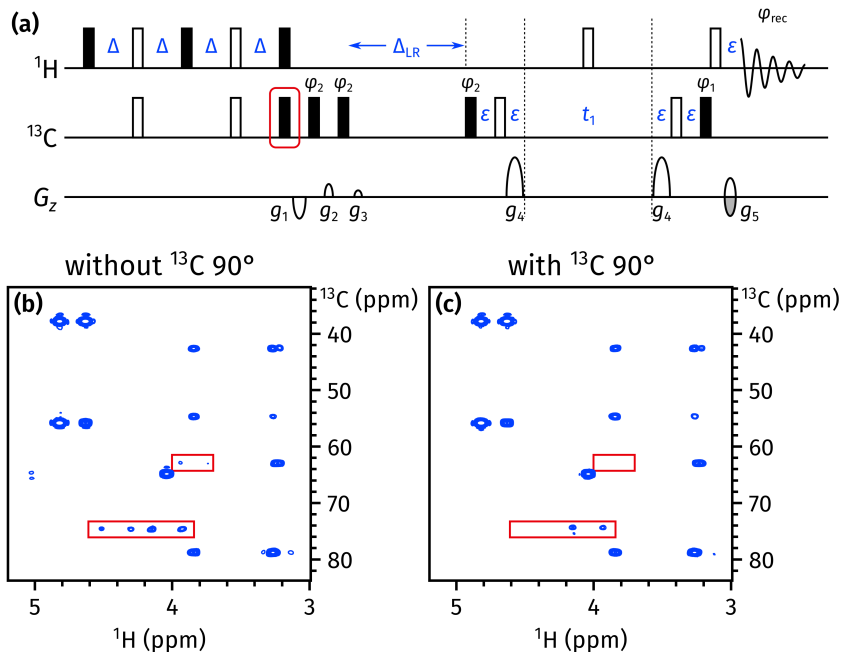 (a)
φrec
Δ Δ Δ Δ ΔLR ε
¹H
φ₂ φ₂ φ₂ φ₁
ε ε t₁ ε ε
¹³C
Gz g₁ g₂ g₃ g₄ g₄ g₅
without ¹³C 90° with ¹³C 90°
(b) ¹³C (ppm) (c) ¹³C (ppm)
40 40
50 50
60 60
70 70
80 80
5 4 3 5 4 3
¹H (ppm) ¹H (ppm)